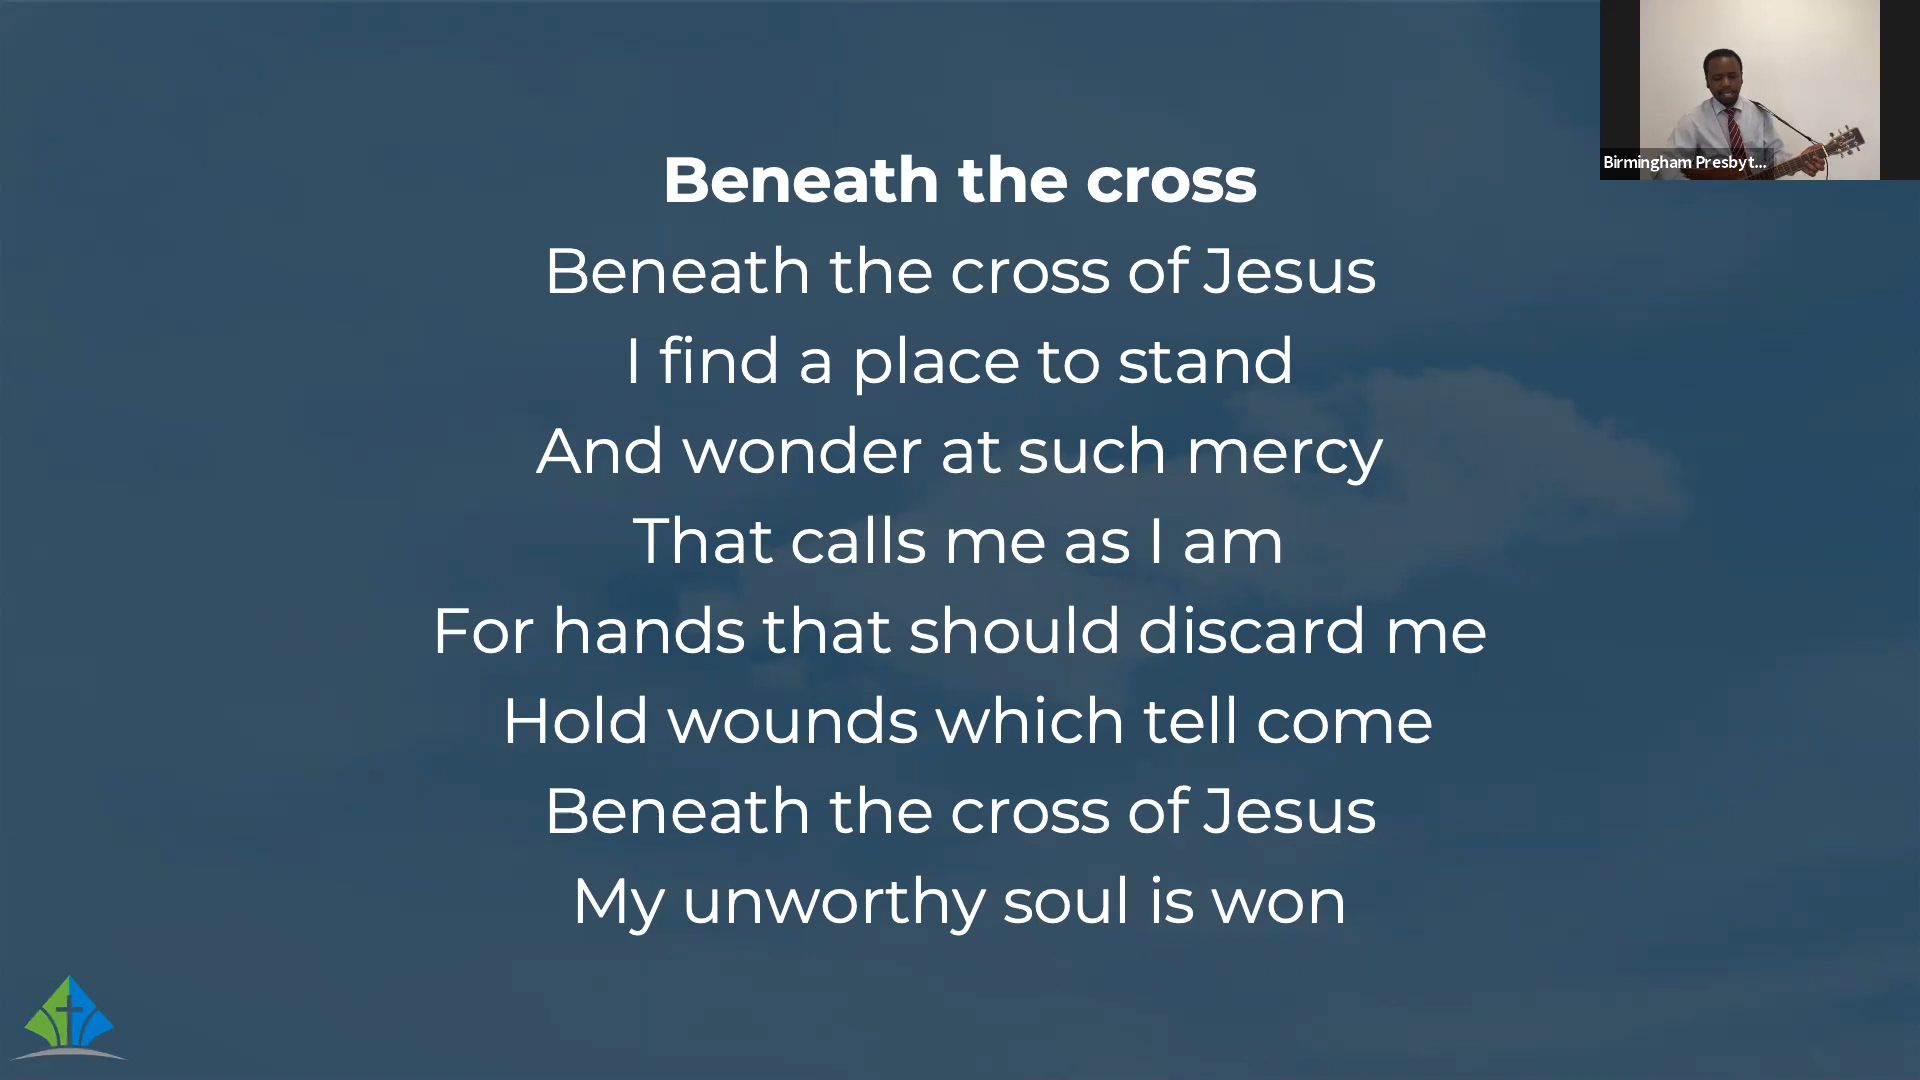 Beneath the cross
Beneath the cross of Jesus
I find a place to stand
And wonder at such mercy
That calls me as I am
For hands that should discard me
Hold wounds which tell come
Beneath the cross of Jesus
My unworthy soul is won
Birmingham Presbyt...